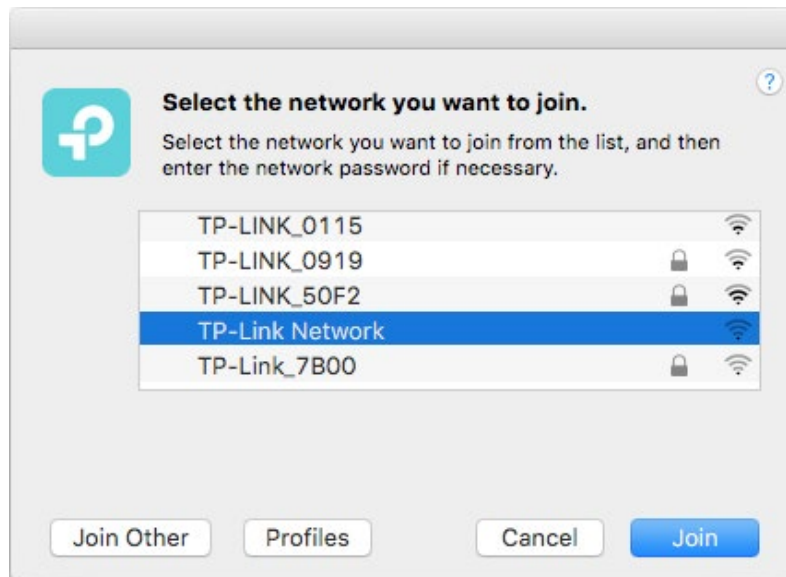 ?
Select the network you want to join.
Select the network you want to join from the list, and then
enter the network password if necessary.
TP-LINK_0115
TP-LINK_0919
TP-LINK_50F2
TP-Link Network
TP-Link_7B00
Join Other Profiles Cancel Join